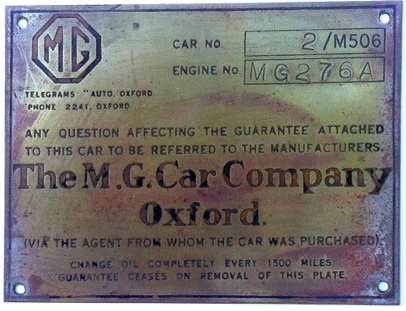 MG
CAR NO. 2/M506
ENGINE NO MG276A
TELEGRAMS "AUTO, OXFORD.
'PHONE 2241, OXFORD
ANY QUESTION AFFECTING THE GUARANTEE ATTACHED
TO THIS CAR TO BE REFERRED TO THE MANUFACTURERS.
The M.G. Car Company
Oxford.
(VIA THE AGENT FROM WHOM THE CAR WAS PURCHASED).
CHANGE OIL COMPLETELY EVERY 1500 MILES.
GUARANTEE CEASES ON REMOVAL OF THIS PLATE.